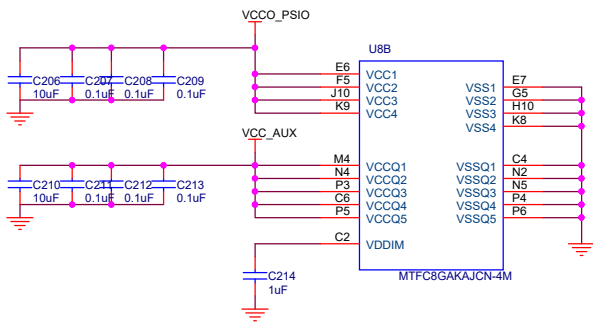 VCCO_PSIO
U8B
C206
10uF
C207
0.1uF
C208
0.1uF
C209
0.1uF
E6
VCC1
F5
VCC2
J10
VCC3
K9
VCC4
E7
VSS1
G5
VSS2
H10
VSS3
K8
VSS4
VCC_AUX
C210
10uF
C211
0.1uF
C212
0.1uF
C213
0.1uF
M4
VCCQ1
N4
VCCQ2
P3
VCCQ3
C6
VCCQ4
P5
VCCQ5
C4
VSSQ1
N2
VSSQ2
N5
VSSQ3
P4
VSSQ4
P6
VSSQ5
C2
VDDIM
C214
1uF
MTFC8GAKAJCN-4M